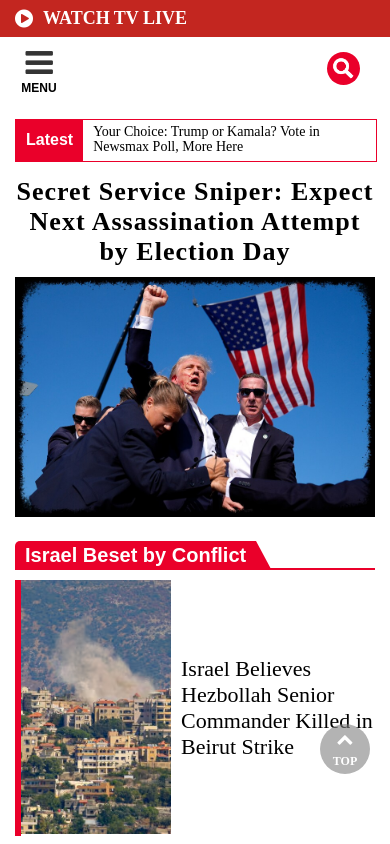 WATCH TV LIVE
MENU
Latest
Your Choice: Trump or Kamala? Vote in
Newsmax Poll, More Here
Secret Service Sniper: Expect
Next Assassination Attempt
by Election Day
Israel Beset by Conflict
Israel Believes
Hezbollah Senior
Commander Killed in
Beirut Strike
TOP